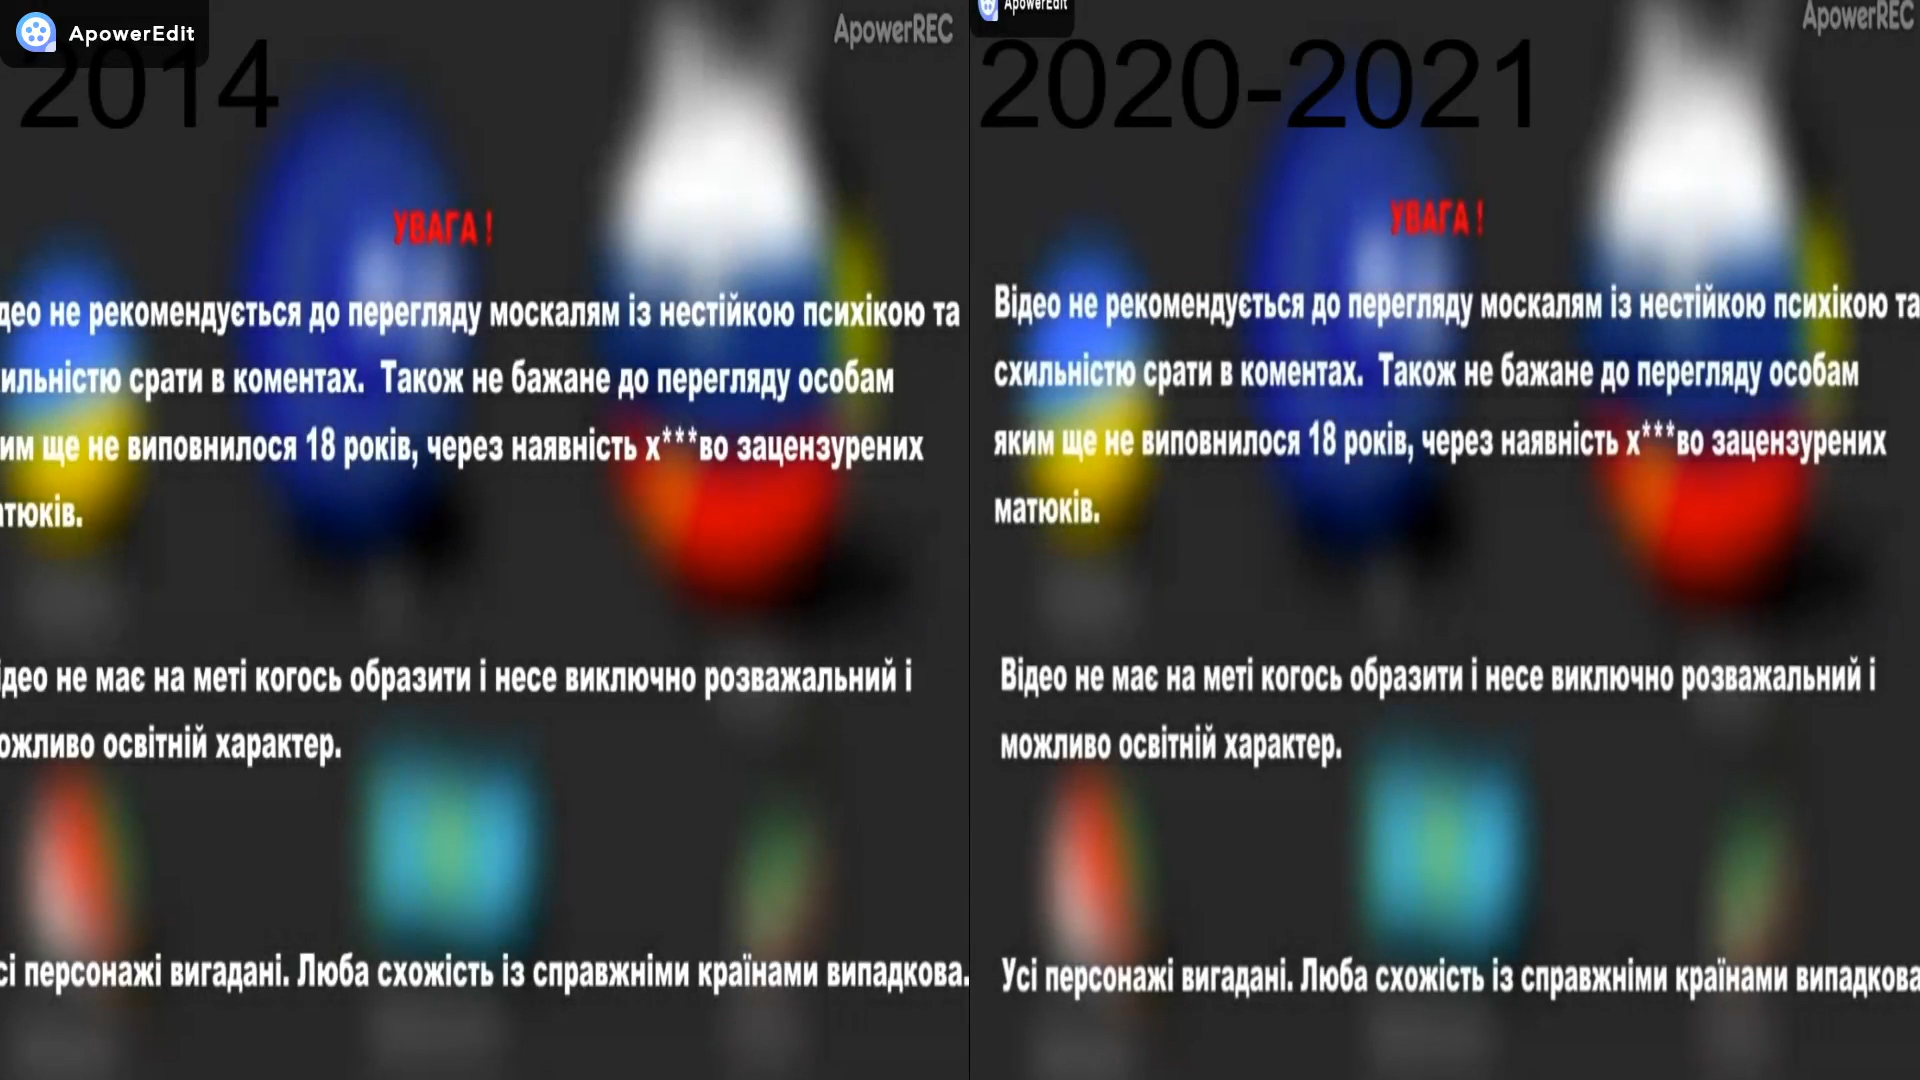 ApowerEdit
ApowerREC
2014
УВАГА !
део не рекомендується до перегляду москалям із нестійкою психікою та
ильністю срати в коментах. Також не бажане до перегляду особам
им ще не виповнилося 18 років, через наявність х***во зацензурених
тюків.
део не має на меті когось образити і несе виключно розважальний і
ожливо освітній характер.
сі персонажі вигадані. Люба схожість із справжніми країнами випадкова.
ApowerEdit
ApowerREC
2020-2021
УВАГА !
Відео не рекомендується до перегляду москалям із нестійкою психікою та
схильністю срати в коментах. Також не бажане до перегляду особам
яким ще не виповнилося 18 років, через наявність х***во зацензурених
матюків.
Відео не має на меті когось образити і несе виключно розважальний і
можливо освітній характер.
Усі персонажі вигадані. Люба схожість із справжніми країнами випадкова